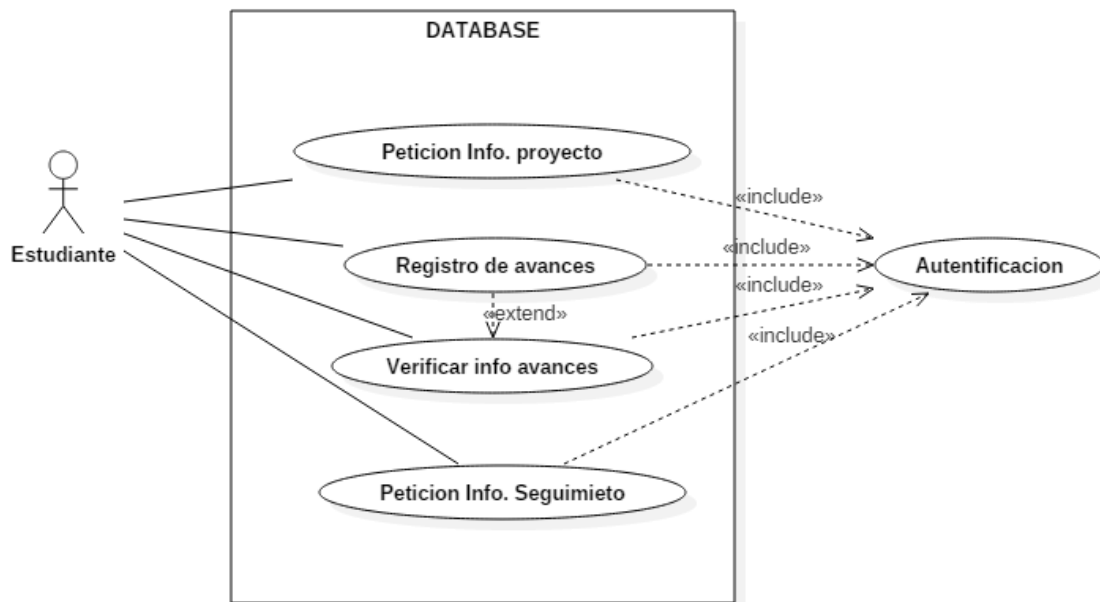 DATABASE
Peticion Info. proyecto
«include»
Estudiante
Registro de avances
«include»
Autentificacion
«include»
«extend»
«include»
Verificar info avances
Peticion Info. Seguimieto